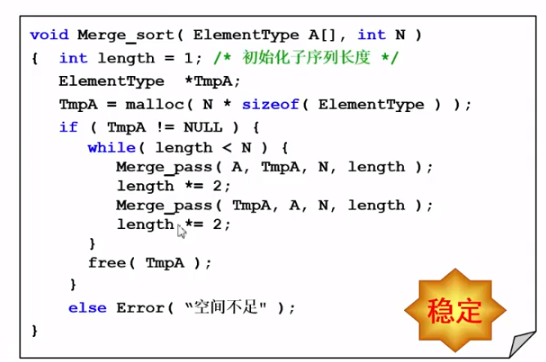 void Merge_sort( ElementType A[], int N )
{ int length = 1; /* 初始化子序列长度 */
ElementType *TmpA;
TmpA = malloc( N * sizeof( ElementType ) );
if ( TmpA != NULL ) {
while( length < N ) {
Merge_pass( A, TmpA, N, length );
length *= 2;
Merge_pass( TmpA, A, N, length );
length *= 2;
}
free( TmpA );
}
else Error( “空间不足" );
}
稳定